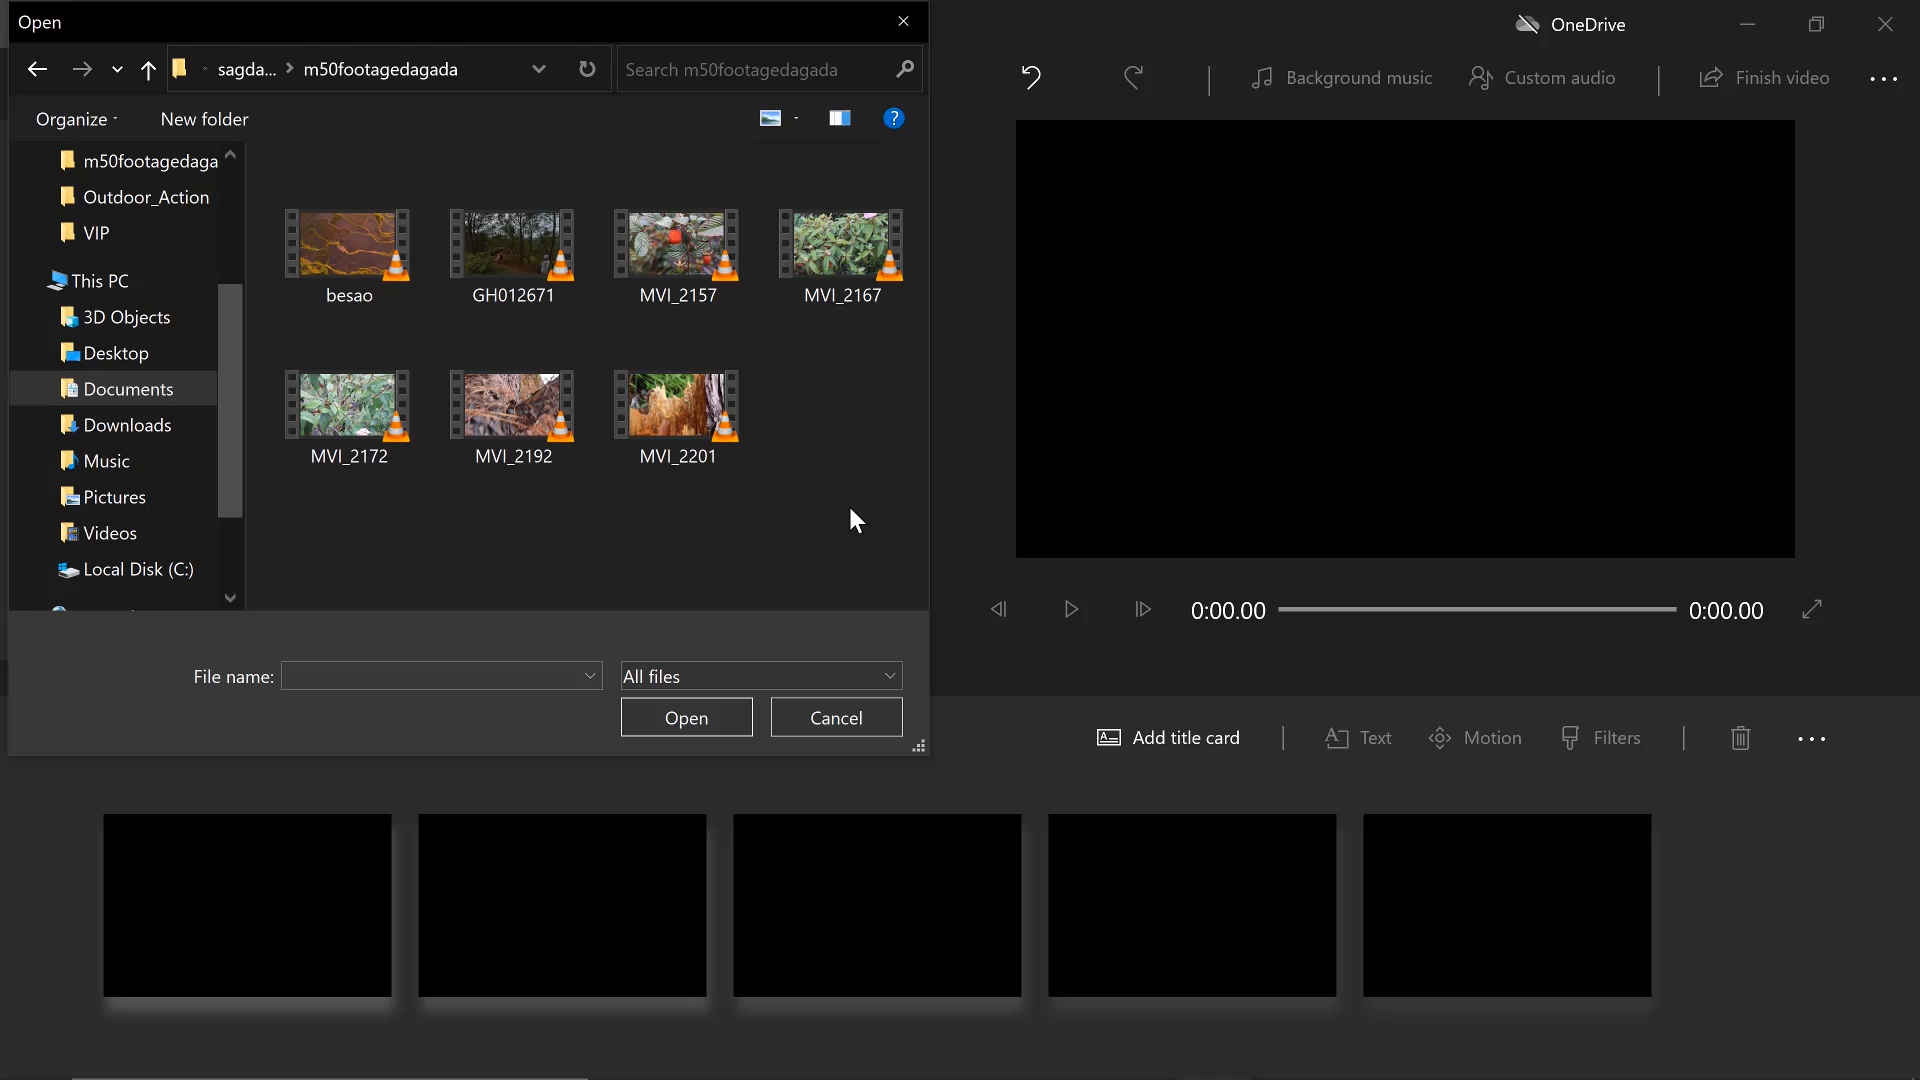 Open
sagda... m50footagedagada
Search m50footagedagada
Organize
New folder
m50footagedaga
Outdoor_Action
VIP
This PC
3D Objects
Desktop
Documents
Downloads
Music
Pictures
Videos
Local Disk (C:)
besao
GH012671
MVI_2157
MVI_2167
MVI_2172
MVI_2192
MVI_2201
File name:
All files
Open
Cancel
OneDrive
Background music
Custom audio
Finish video
0:00.00
0:00.00
Add title card
Text
Motion
Filters